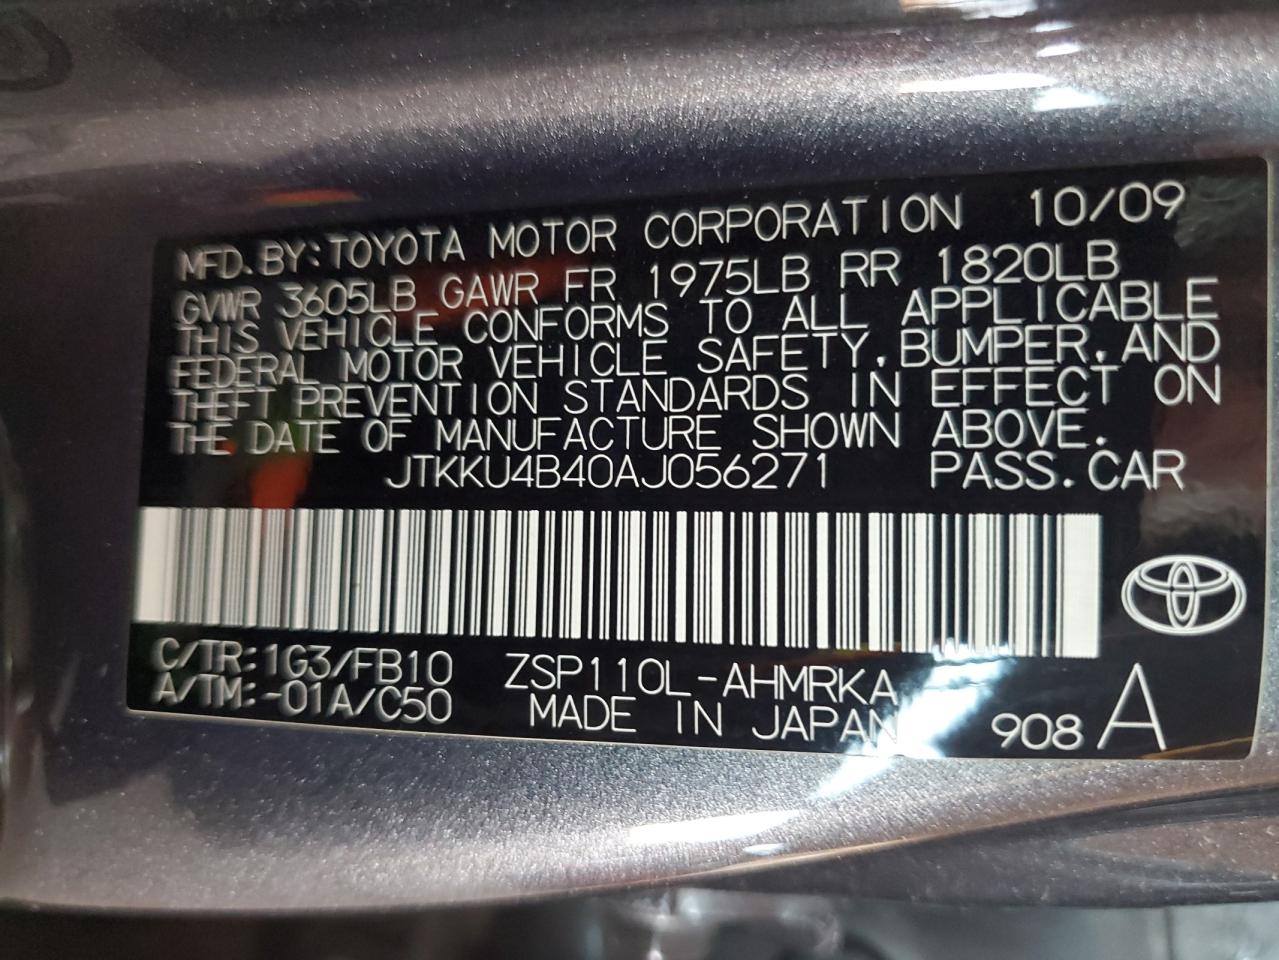 MFD.BY:TOYOTA MOTOR CORPORATION 10/09
GVWR 3605LB GAWR FR 1975LB RR 1820LB
THIS VEHICLE CONFORMS TO ALL APPLICABLE
FEDERAL MOTOR VEHICLE SAFETY,BUMPER,AND
THEFT PREVENTION STANDARDS IN EFFECT ON
THE DATE OF MANUFACTURE SHOWN ABOVE.
JTKKU4B40AJ056271 PASS.CAR
C/TR:1G3/FB10 ZSP110L-AHMRKA
A/TM:-01A/C50 MADE IN JAPAN 908 A